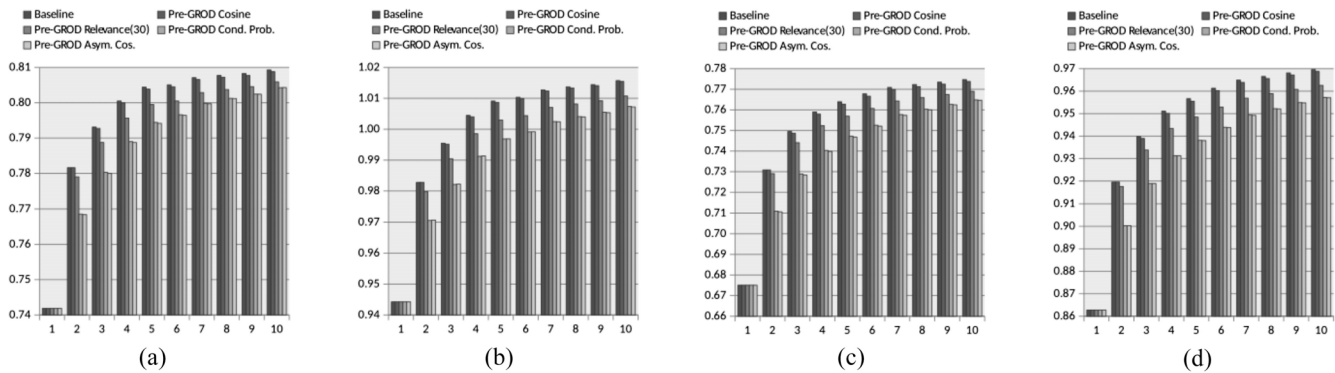 Baseline Pre-GROD Cosine
Pre-GROD Relevance(30) Pre-GROD Cond. Prob.
Pre-GROD Asym. Cos.
0.81
0.80
0.79
0.78
0.77
0.76
0.75
0.74
1 2 3 4 5 6 7 8 9 10
(a)
Baseline Pre-GROD Cosine
Pre-GROD Relevance(30) Pre-GROD Cond. Prob.
Pre-GROD Asym. Cos.
1.02
1.01
1.00
0.99
0.98
0.97
0.96
0.95
0.94
1 2 3 4 5 6 7 8 9 10
(b)
Baseline Pre-GROD Cosine
Pre-GROD Relevance(30) Pre-GROD Cond. Prob.
Pre-GROD Asym. Cos.
0.78
0.77
0.76
0.75
0.74
0.73
0.72
0.71
0.70
0.69
0.68
0.67
0.66
1 2 3 4 5 6 7 8 9 10
(c)
Baseline Pre-GROD Cosine
Pre-GROD Relevance(30) Pre-GROD Cond. Prob.
Pre-GROD Asym. Cos.
0.97
0.96
0.95
0.94
0.93
0.92
0.91
0.90
0.89
0.88
0.87
0.86
1 2 3 4 5 6 7 8 9 10
(d)